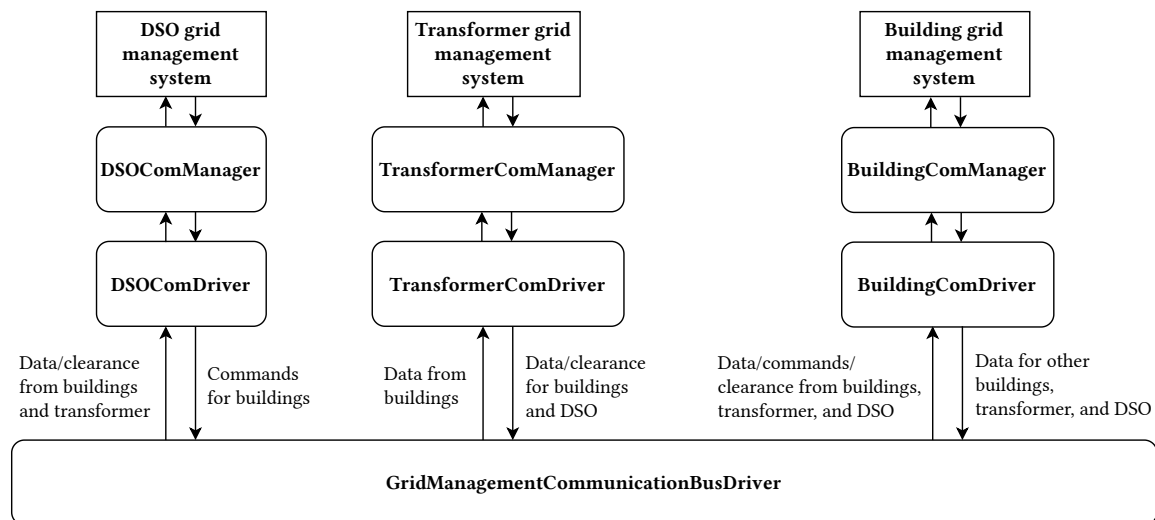 DSO grid
management
system
Transformer grid
management
system
Building grid
management
system
DSOComManager
TransformerComManager
BuildingComManager
DSOComDriver
TransformerComDriver
BuildingComDriver
Data/clearance
from buildings
and transformer
Commands
for buildings
Data from
buildings
Data/clearance
for buildings
and DSO
Data/commands/
clearance from buildings,
transformer, and DSO
Data for other
buildings,
transformer, and DSO
GridManagementCommunicationBusDriver